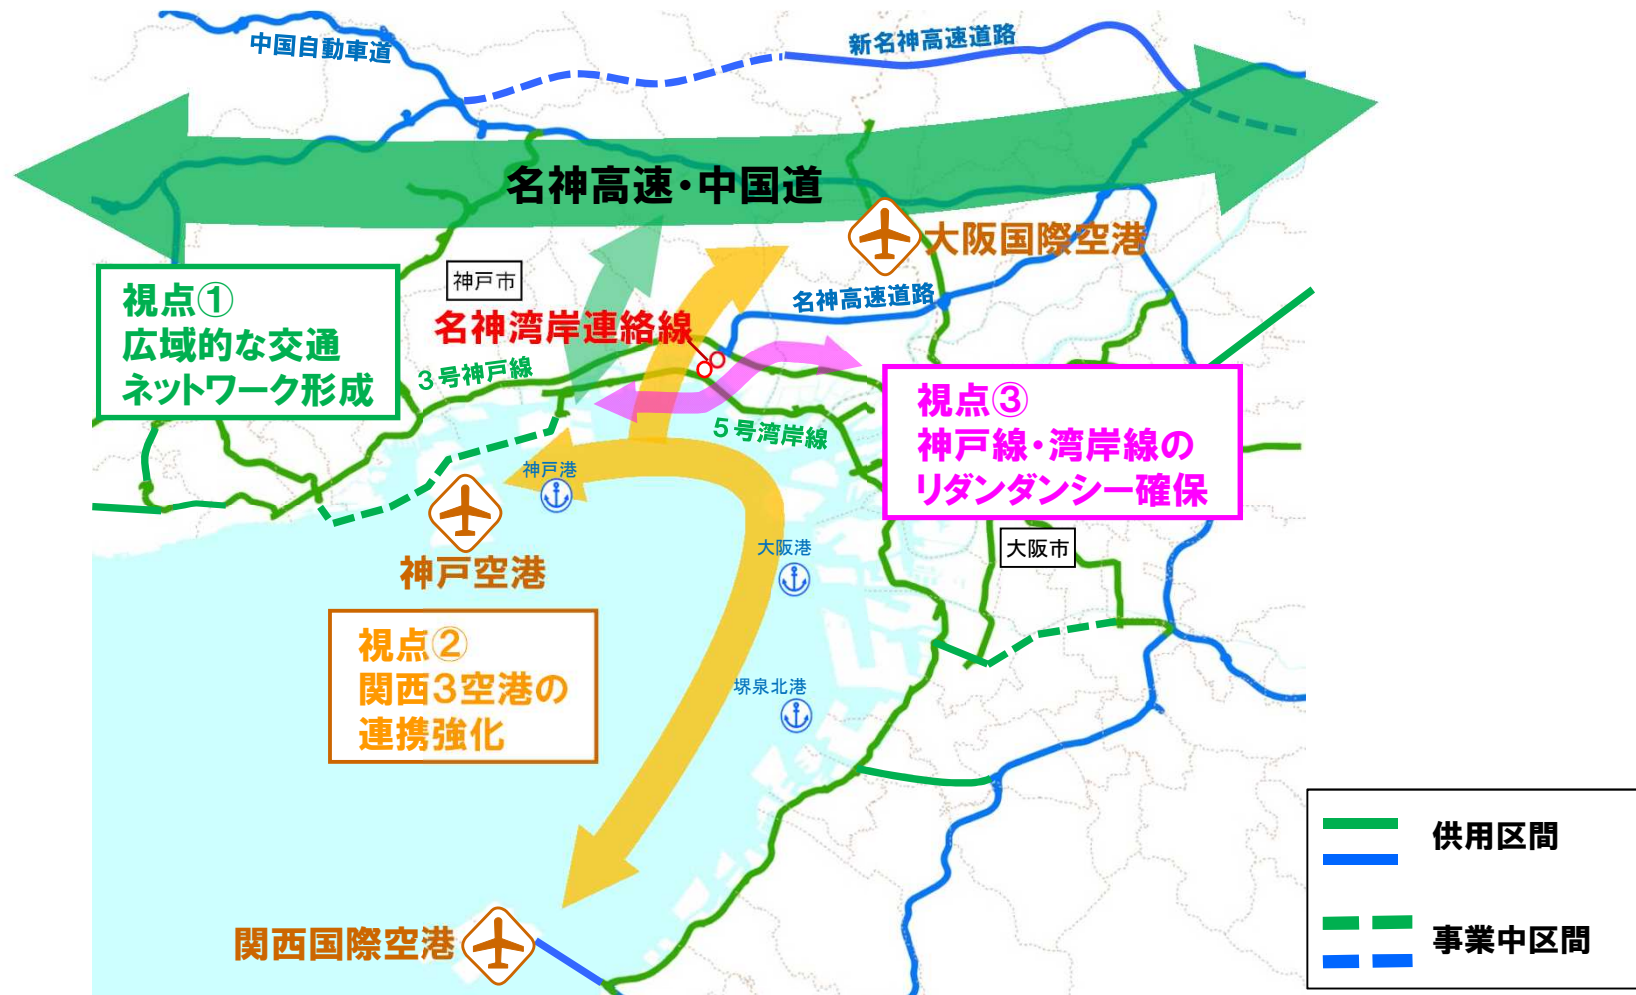 中国自動車道
新名神高速道路
名神高速・中国道
大阪国際空港
神戸市
視点①
広域的な交通
ネットワーク形成
名神湾岸連絡線
名神高速道路
3号神戸線
5号湾岸線
視点③
神戸線・湾岸線の
リダンダンシー確保
神戸港
神戸空港
大阪港
大阪市
視点②
関西3空港の
連携強化
堺泉北港
関西国際空港
供用区間
事業中区間